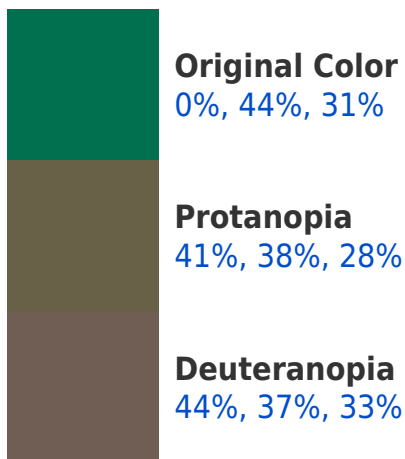 Original Color
0%, 44%, 31%
Protanopia
41%, 38%, 28%
Deuteranopia
44%, 37%, 33%